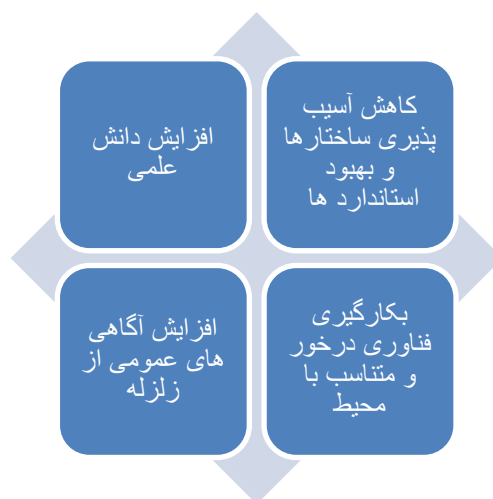 کاهش آسیب
پذیری ساختارها
و بهبود
استاندارد ها
افزایش دانش
علمی
بکارگیری
فناوری درخور
و متناسب با
محیط
افزایش آگاهی
های عمومی از
زلزله